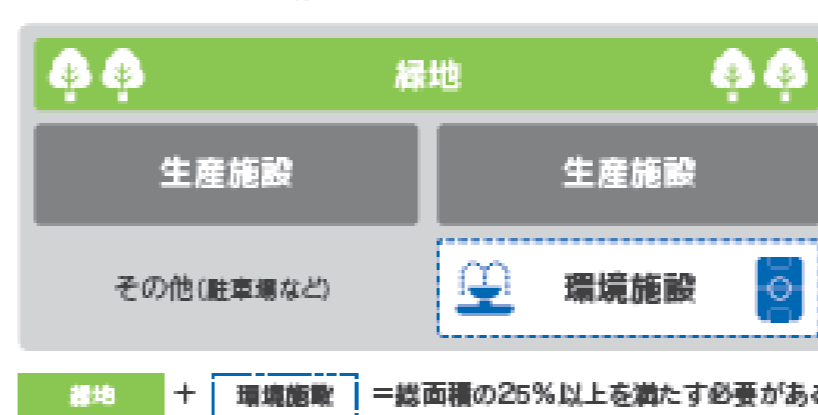 緑地
生産施設 生産施設
その他(駐車場など) 環境施設
緑地 + 環境施設 =総面積の25%以上を満たす必要がある